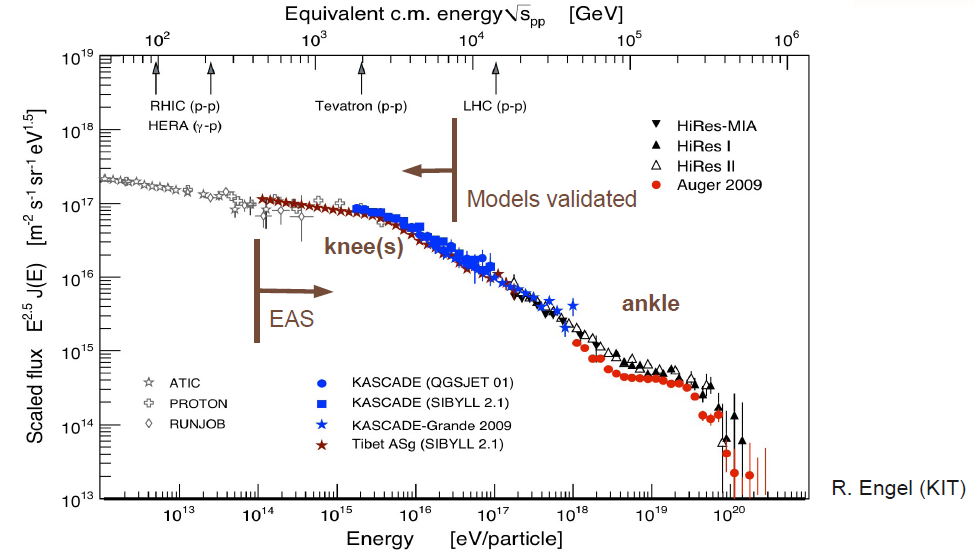 Equivalent c.m. energy √s_pp [GeV]
10^2 10^3 10^4 10^5 10^6
10^19
RHIC (p-p) Tevatron (p-p) LHC (p-p)
HERA (γ-p)
10^18
HiRes-MIA
HiRes I
HiRes II
Auger 2009
Models validated
10^17
knee(s)
10^16
ankle
EAS
10^15
ATIC
PROTON
RUNJOB
KASCADE (QGSJET 01)
KASCADE (SIBYLL 2.1)
KASCADE-Grande 2009
Tibet ASg (SIBYLL 2.1)
10^14
10^13
Scaled flux E^2.5 J(E) [m^-2 s^-1 sr^-1 eV^1.5]
10^13 10^14 10^15 10^16 10^17 10^18 10^19 10^20
Energy [eV/particle]
R. Engel (KIT)